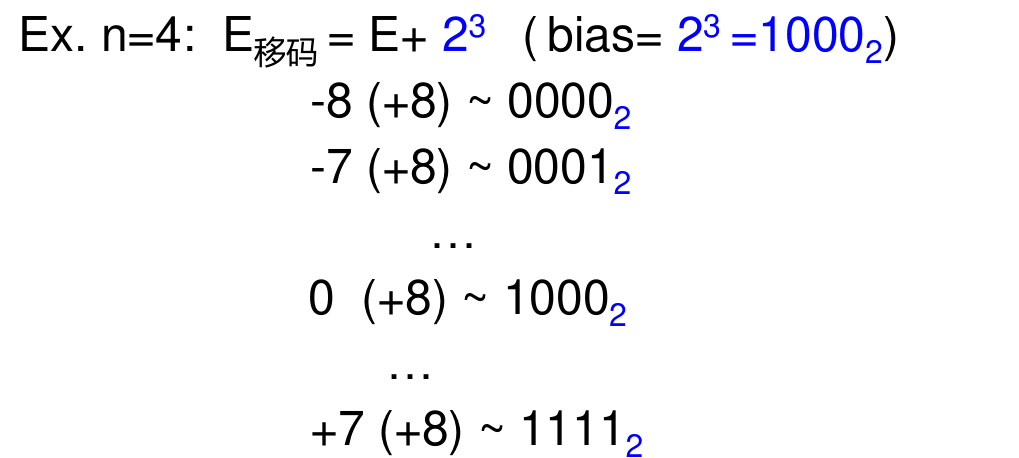 Ex. n=4: E移码 = E+ 2³ ( bias= 2³ =1000₂)
-8 (+8) ~ 0000₂
-7 (+8) ~ 0001₂
…
0 (+8) ~ 1000₂
…
+7 (+8) ~ 1111₂